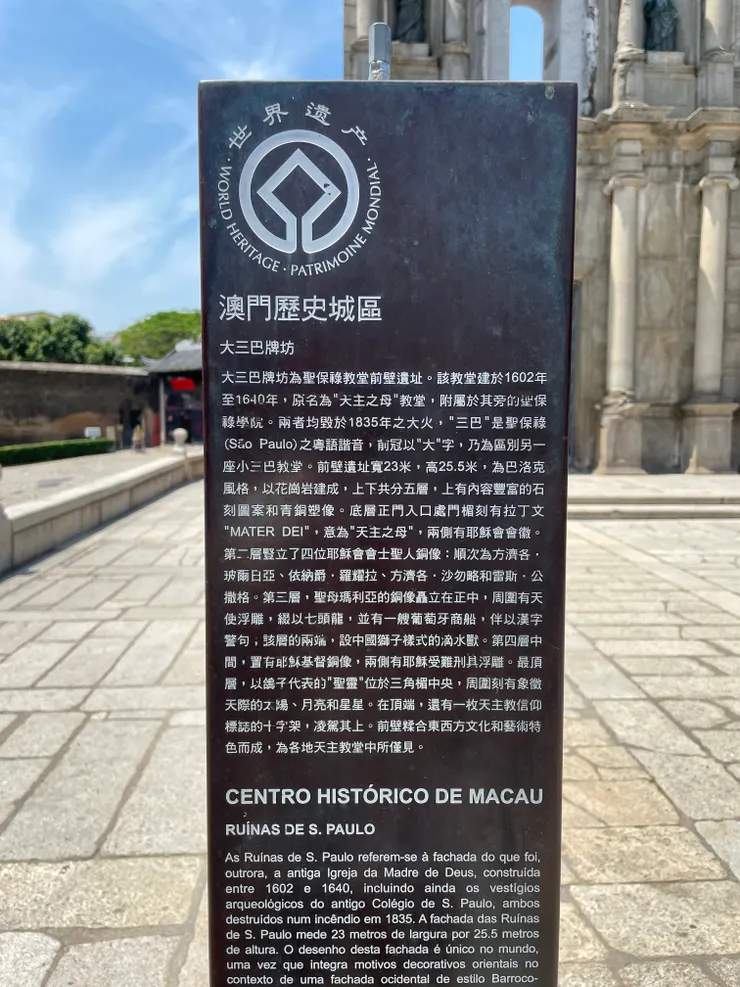 世界遗产
WORLD HERITAGE · PATRIMOINE MONDIAL
澳門歷史城區
大三巴牌坊
大三巴牌坊為聖保祿教堂前壁遺址。該教堂建於1602年
至1640年，原名為"天主之母"教堂，附屬於其旁的聖保
祿學院。兩者均毀於1835年之大火，"三巴"是聖保祿
(São Paulo)之粵語諧音，前冠以"大"字，乃為區別另一
座小三巴教堂。前壁遺址寬23米，高25.5米，為巴洛克
風格，以花崗岩建成，上下共分五層，上有內容豐富的石
刻圖案和青銅塑像。底層正門入口處門楣刻有拉丁文
"MATER DEI"，意為"天主之母"，兩側有耶穌會會徽。
第二層豎立了四位耶穌會會士聖人銅像：順次為方濟各·
玻爾日亞、依納爵·羅耀拉、方濟各·沙勿略和雷斯·公
撒格。第三層，聖母瑪利亞的銅像矗立在正中，周圍有天
使浮雕，綴以七頭龍，並有一艘葡萄牙商船，伴以漢字
警句；該層的兩端，設中國獅子樣式的滴水獸。第四層中
間，置有耶穌基督銅像，兩側有耶穌受難刑具浮雕。最頂
層，以鴿子代表的"聖靈"位於三角楣中央，周圍刻有象徵
天際的太陽、月亮和星星。在頂端，還有一枚天主教信仰
標誌的十字架，凌駕其上。前壁糅合東西方文化和藝術特
色而成，為各地天主教堂中所僅見。
CENTRO HISTÓRICO DE MACAU
RUÍNAS DE S. PAULO
As Ruínas de S. Paulo referem-se à fachada do que foi,
outrora, a antiga Igreja da Madre de Deus, construída
entre 1602 e 1640, incluindo ainda os vestígios
arqueológicos do antigo Colégio de S. Paulo, ambos
destruídos num incêndio em 1835. A fachada das Ruínas
de S. Paulo mede 23 metros de largura por 25.5 metros
de altura. O desenho desta fachada é único no mundo,
uma vez que integra motivos decorativos orientais no
contexto de uma fachada ocidental de estilo Barroco-